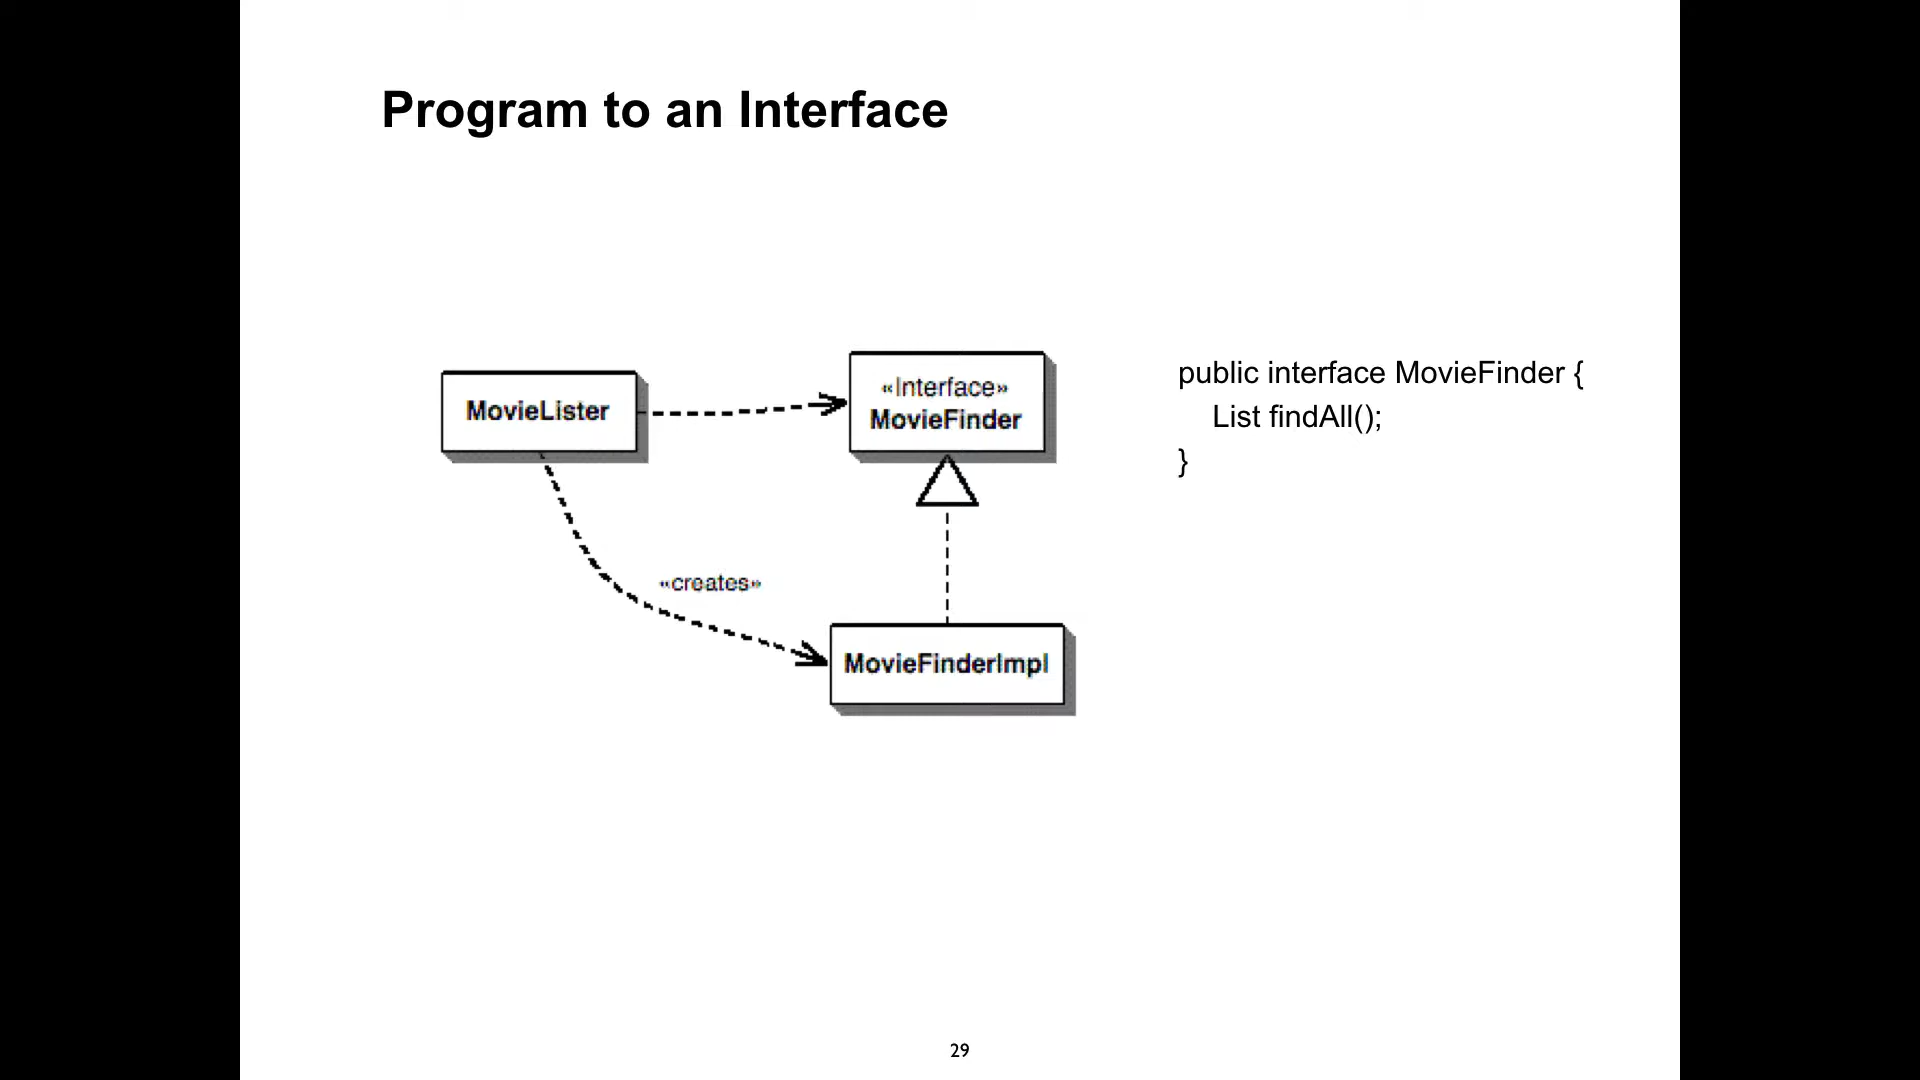 Program to an Interface
MovieLister
«Interface»
MovieFinder
public interface MovieFinder {
List findAll();
}
«creates»
MovieFinderImpl
29